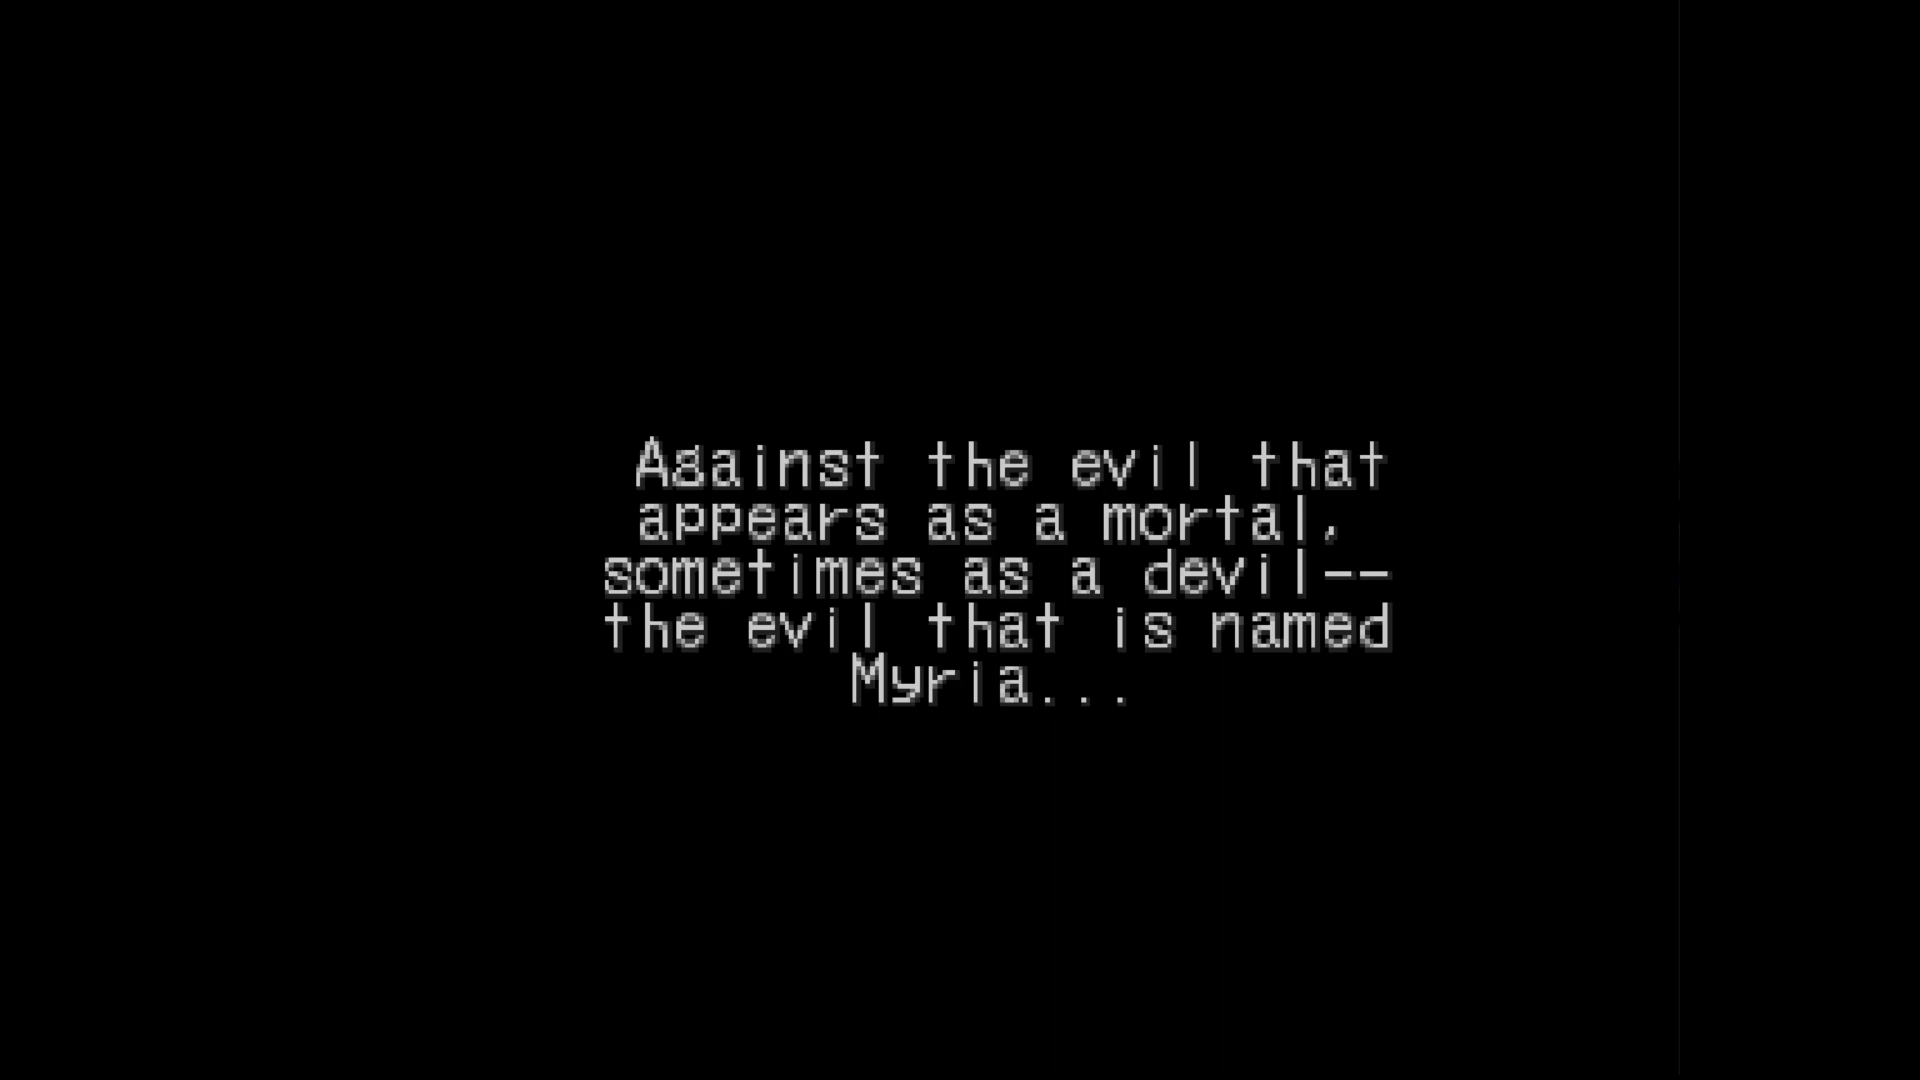 Against the evil that
appears as a mortal,
sometimes as a devil--
the evil that is named
Myria...